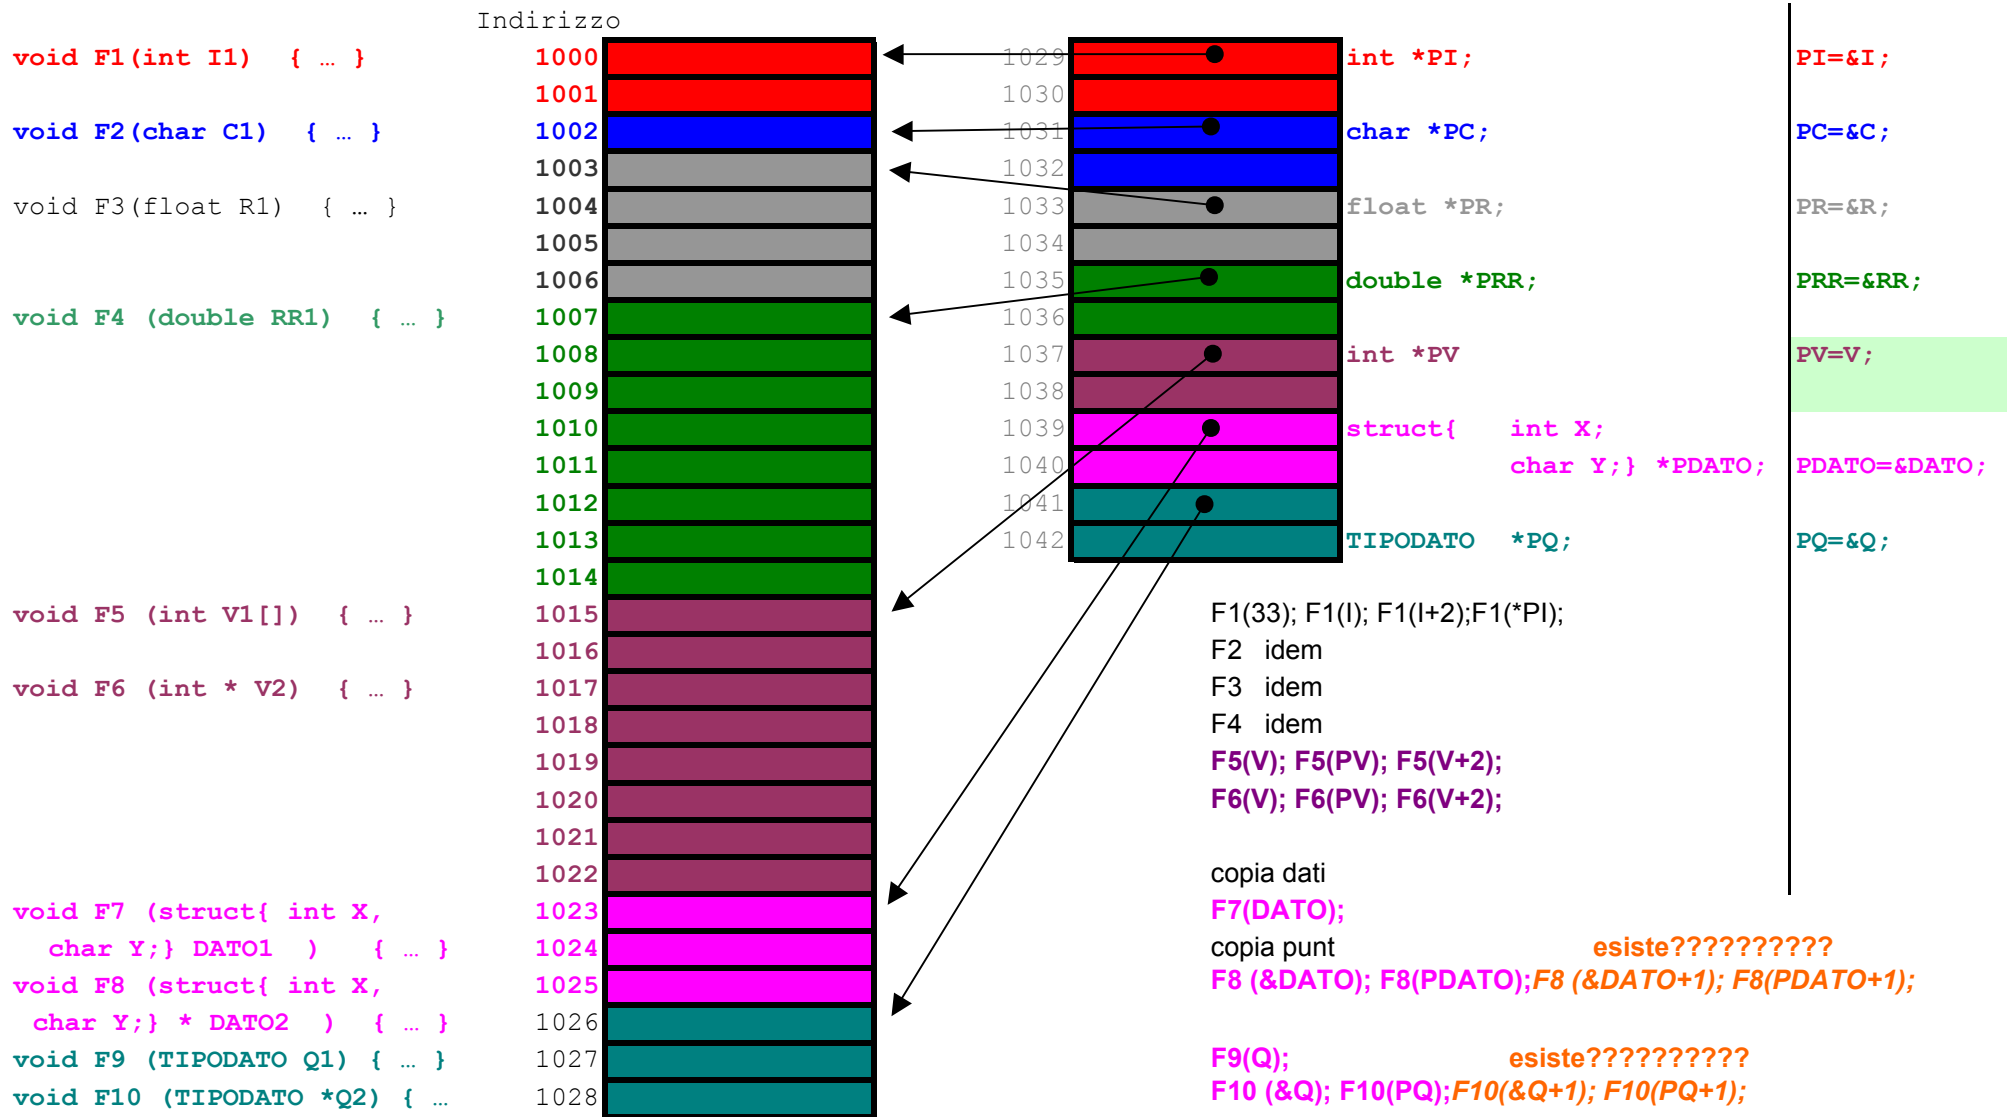 Indirizzo
void F1(int I1) { … } 1000 1029 int *PI; PI=&I;
1001 1030
void F2(char C1) { … } 1002 1031 char *PC; PC=&C;
1003 1032
void F3(float R1) { … } 1004 1033 float *PR; PR=&R;
1005 1034
1006 1035 double *PRR; PRR=&RR;
void F4 (double RR1) { … } 1007 1036
1008 1037 int *PV PV=V;
1009 1038
1010 1039 struct{ int X;
1011 1040 char Y;} *PDATO; PDATO=&DATO;
1012 1041
1013 1042 TIPODATO *PQ; PQ=&Q;
1014
void F5 (int V1[]) { … } 1015 F1(33); F1(I); F1(I+2);F1(*PI);
1016 F2 idem
void F6 (int * V2) { … } 1017 F3 idem
1018 F4 idem
1019 F5(V); F5(PV); F5(V+2);
1020 F6(V); F6(PV); F6(V+2);
1021
1022 copia dati
void F7 (struct{ int X, 1023 F7(DATO);
char Y;} DATO1 ) { … } 1024 copia punt esiste??????????
void F8 (struct{ int X, 1025 F8 (&DATO); F8(PDATO);F8 (&DATO+1); F8(PDATO+1);
char Y;} * DATO2 ) { … } 1026
void F9 (TIPODATO Q1) { … } 1027 F9(Q); esiste??????????
void F10 (TIPODATO *Q2) { … 1028 F10 (&Q); F10(PQ);F10(&Q+1); F10(PQ+1);